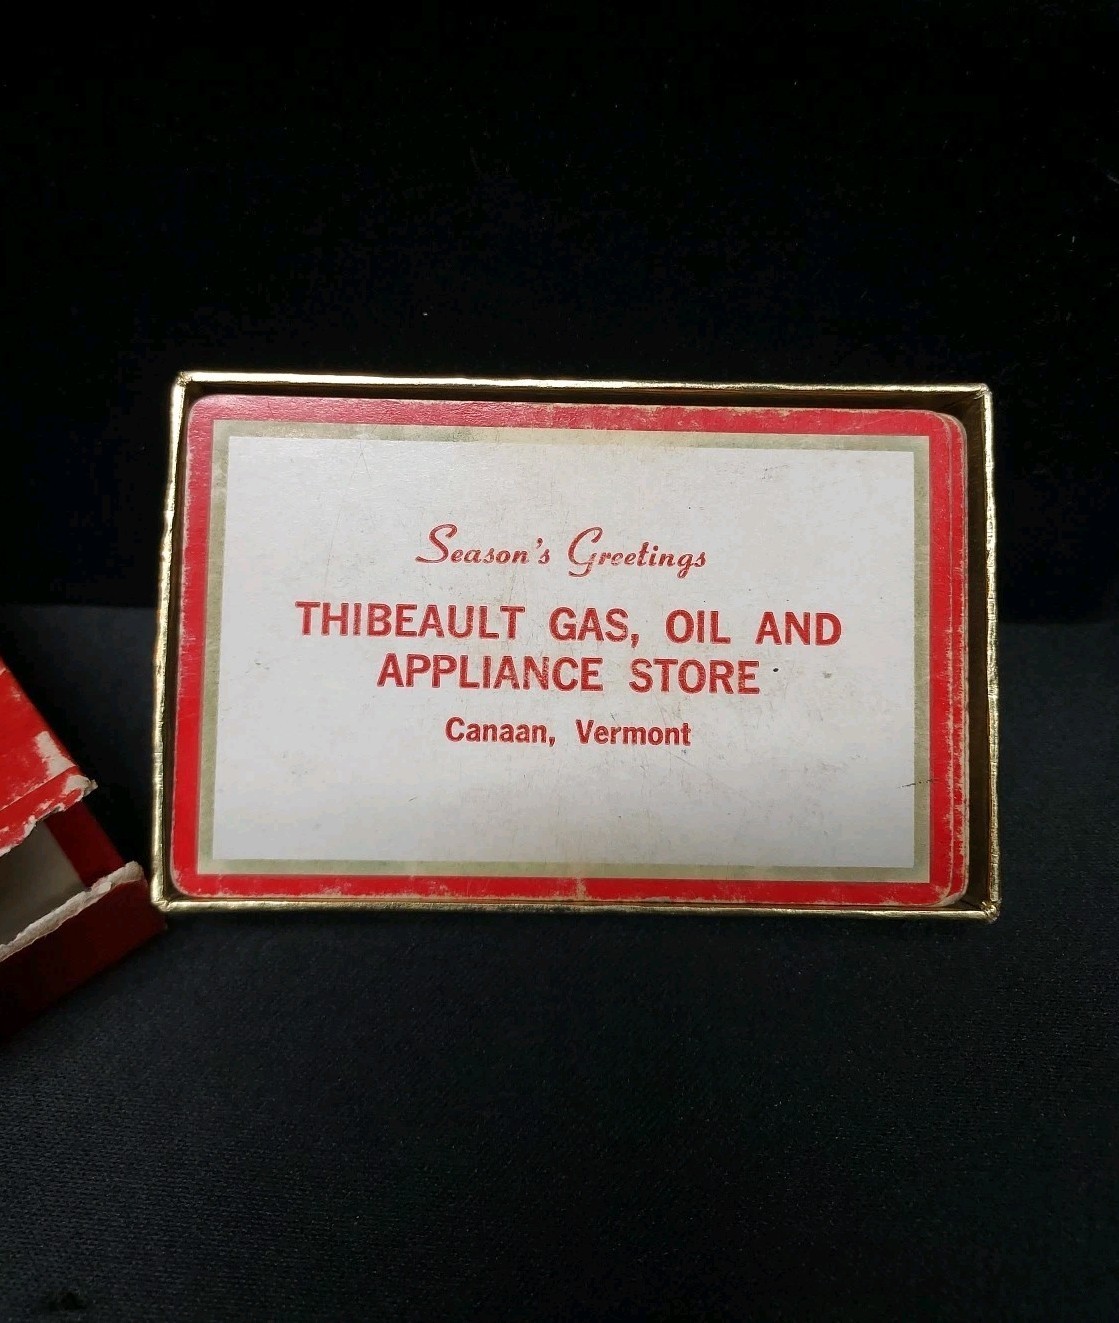 Season's Greetings
THIBEAULT GAS, OIL AND
APPLIANCE STORE
Canaan, Vermont